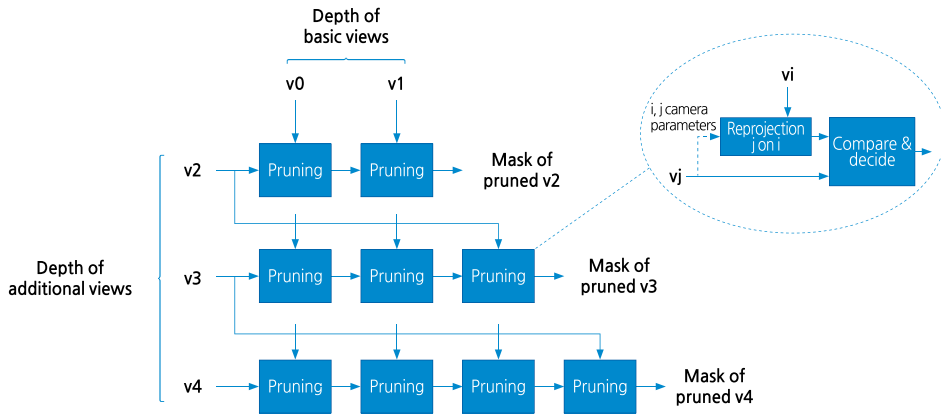 Depth of
basic views
v0
v1
vi
i, j camera
parameters
Reprojection
j on i
Compare &
decide
vj
v2
Pruning
Pruning
Mask of
pruned v2
Depth of
additional views
v3
Pruning
Pruning
Pruning
Mask of
pruned v3
v4
Pruning
Pruning
Pruning
Pruning
Mask of
pruned v4